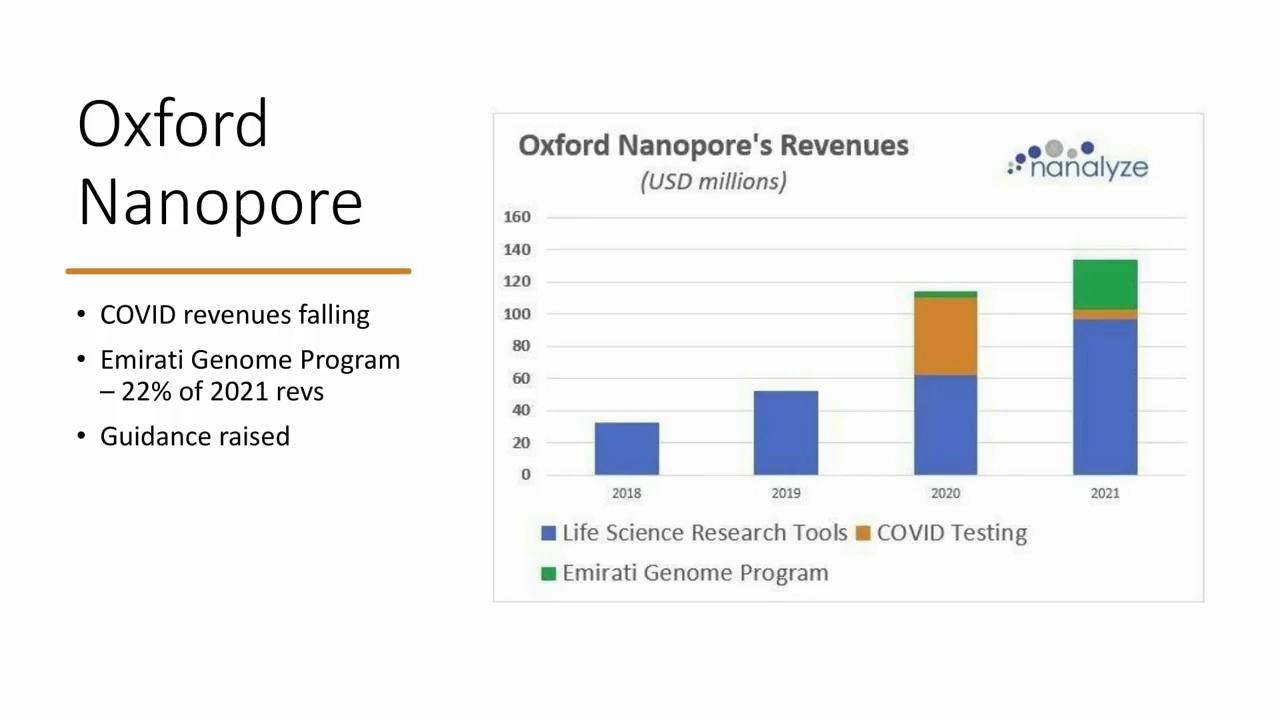 Oxford
Nanopore
• COVID revenues falling
• Emirati Genome Program
– 22% of 2021 revs
• Guidance raised
Oxford Nanopore's Revenues
(USD millions)
nanalyze
160
140
120
100
80
60
40
20
0
2018 2019 2020 2021
Life Science Research Tools COVID Testing
Emirati Genome Program